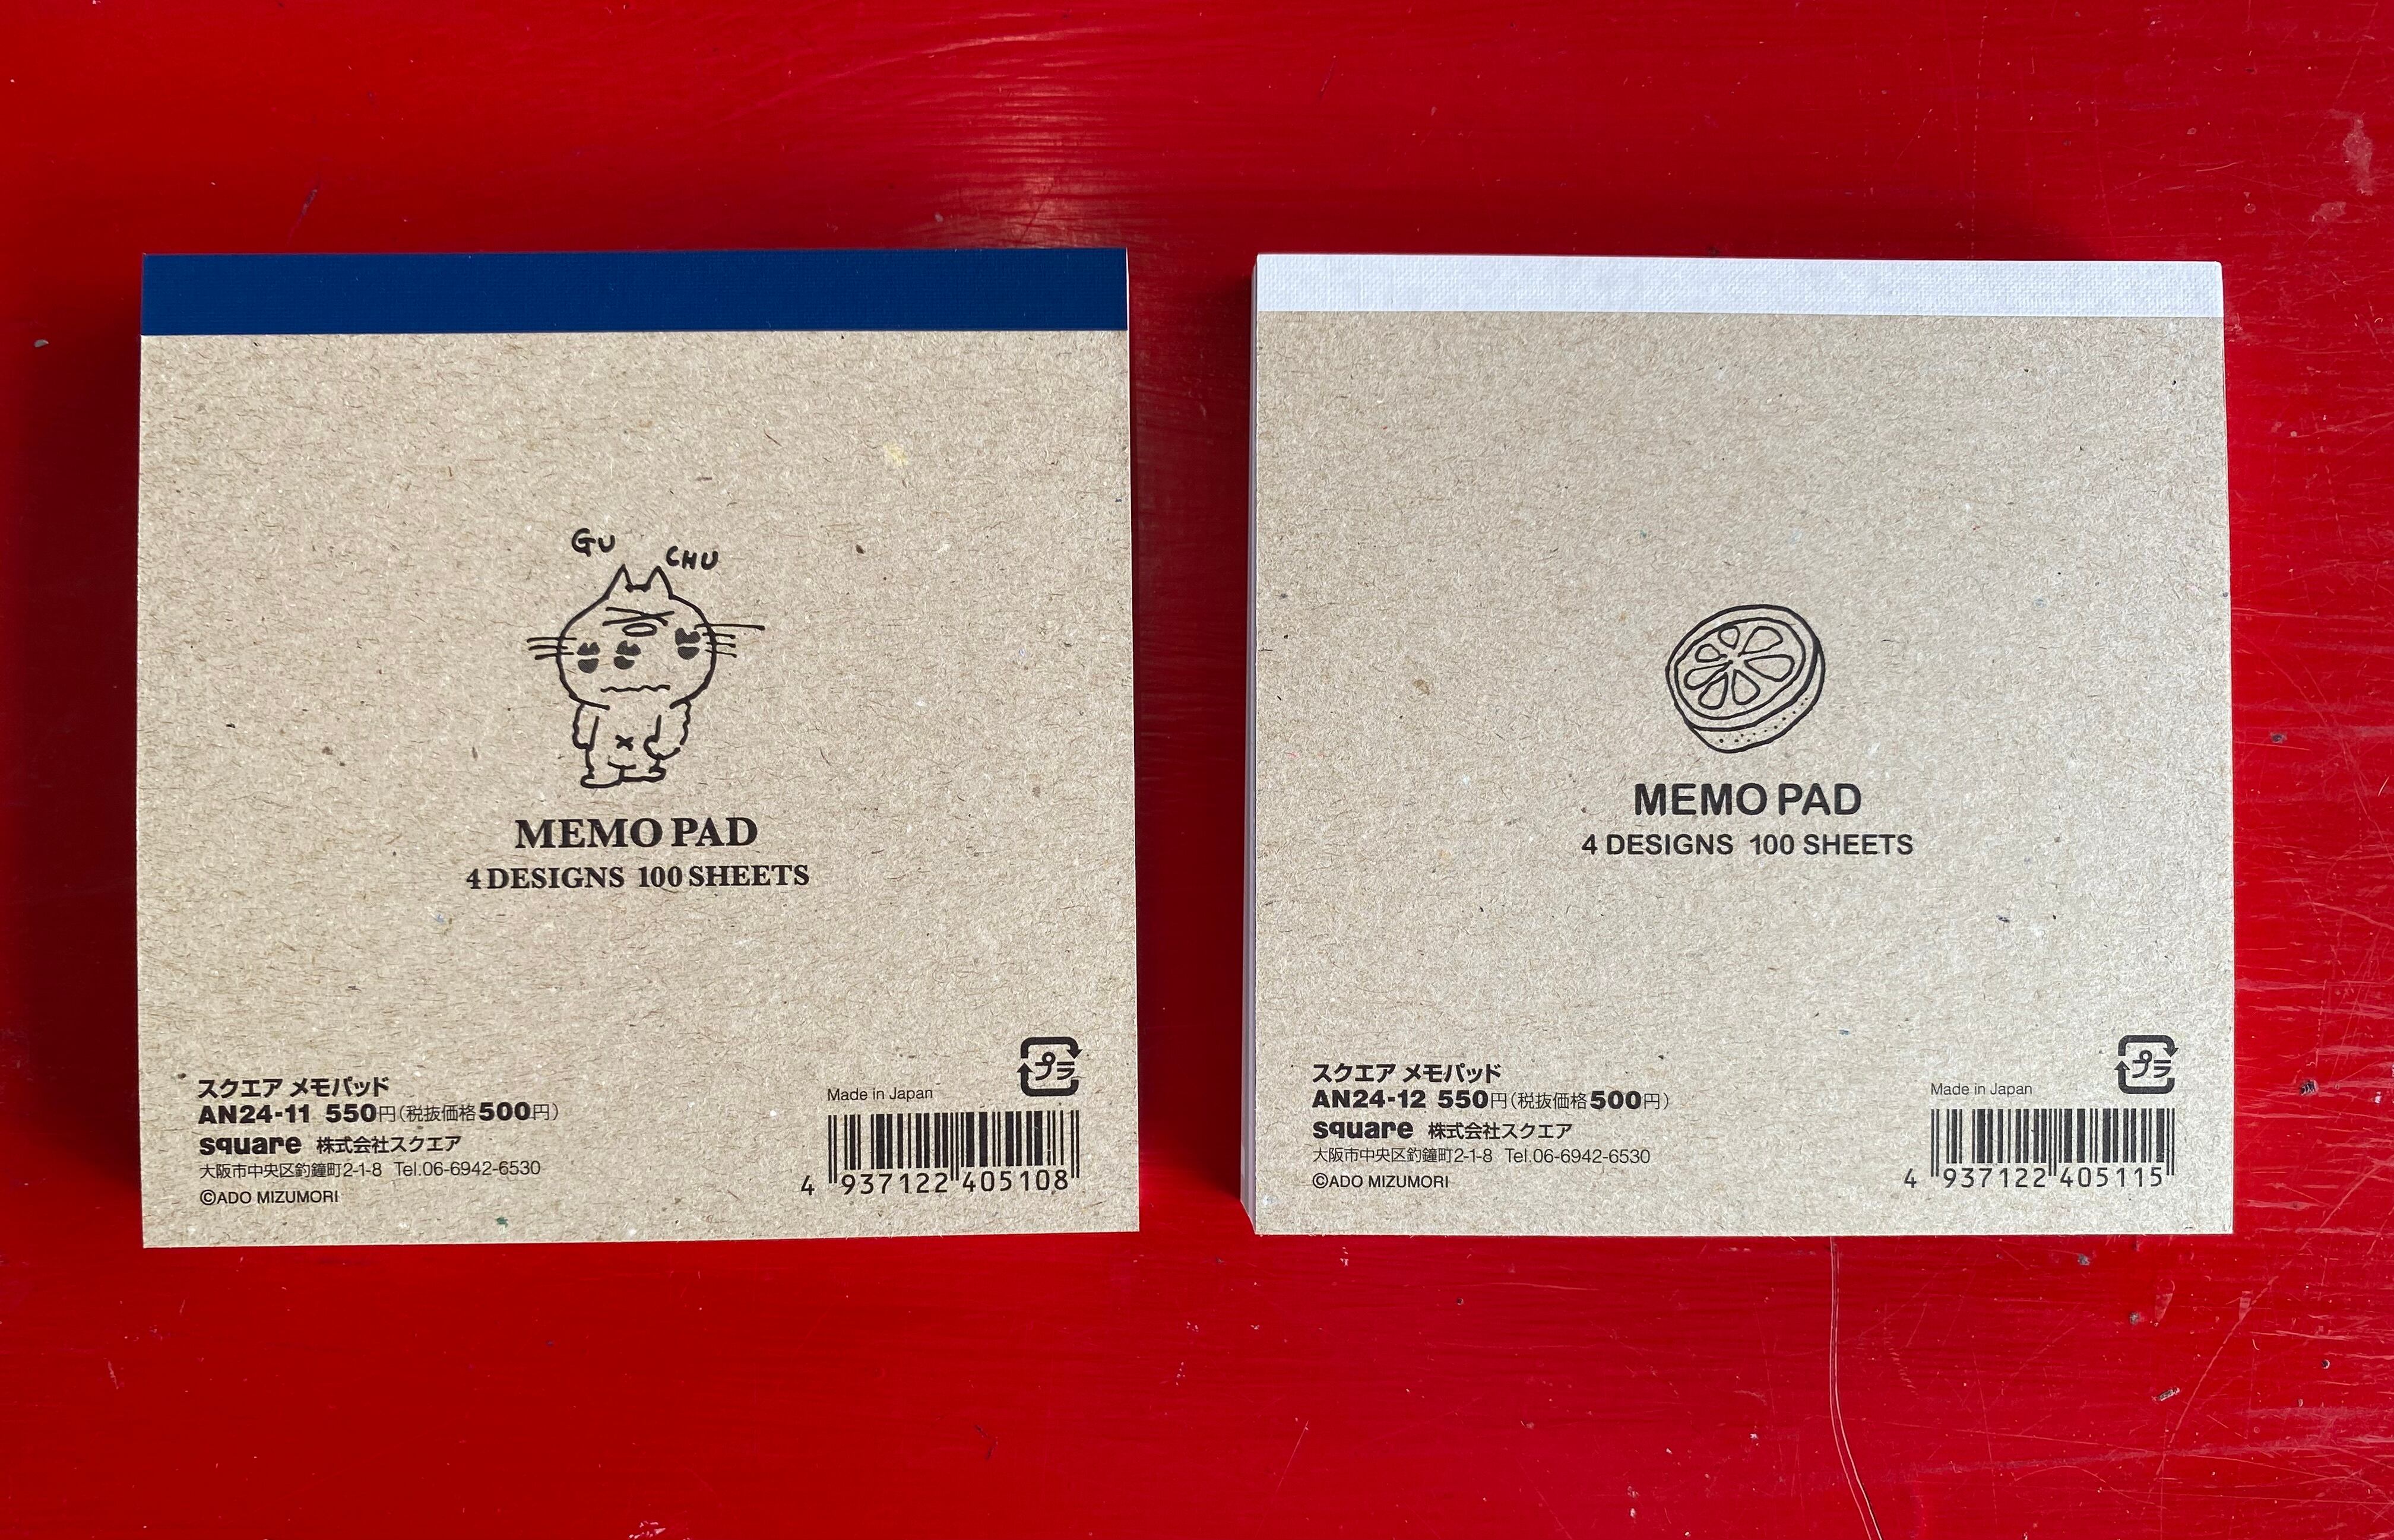 GU
CHU
MEMO PAD
4 DESIGNS 100 SHEETS
スクエア メモパッド
AN24-11 550円(税抜価格500円)
square 株式会社スクエア
大阪市中央区釣鐘町2-1-8 Tel.06-6942-6530
©ADO MIZUMORI
プラ
Made in Japan
4 937122 405108
MEMO PAD
4 DESIGNS 100 SHEETS
スクエア メモパッド
AN24-12 550円(税抜価格500円)
square 株式会社スクエア
大阪市中央区釣鐘町2-1-8 Tel.06-6942-6530
©ADO MIZUMORI
プラ
Made in Japan
4 937122 405115